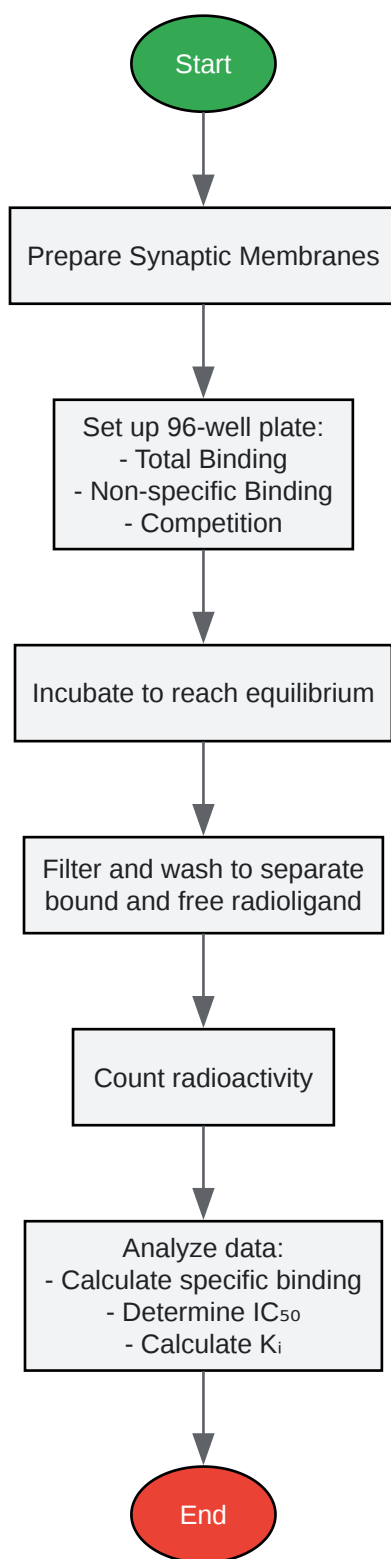 Start
Prepare Synaptic Membranes
Set up 96-well plate:
- Total Binding
- Non-specific Binding
- Competition
Incubate to reach equilibrium
Filter and wash to separate
bound and free radioligand
Count radioactivity
Analyze data:
- Calculate specific binding
- Determine IC₅₀
- Calculate Kᵢ
End